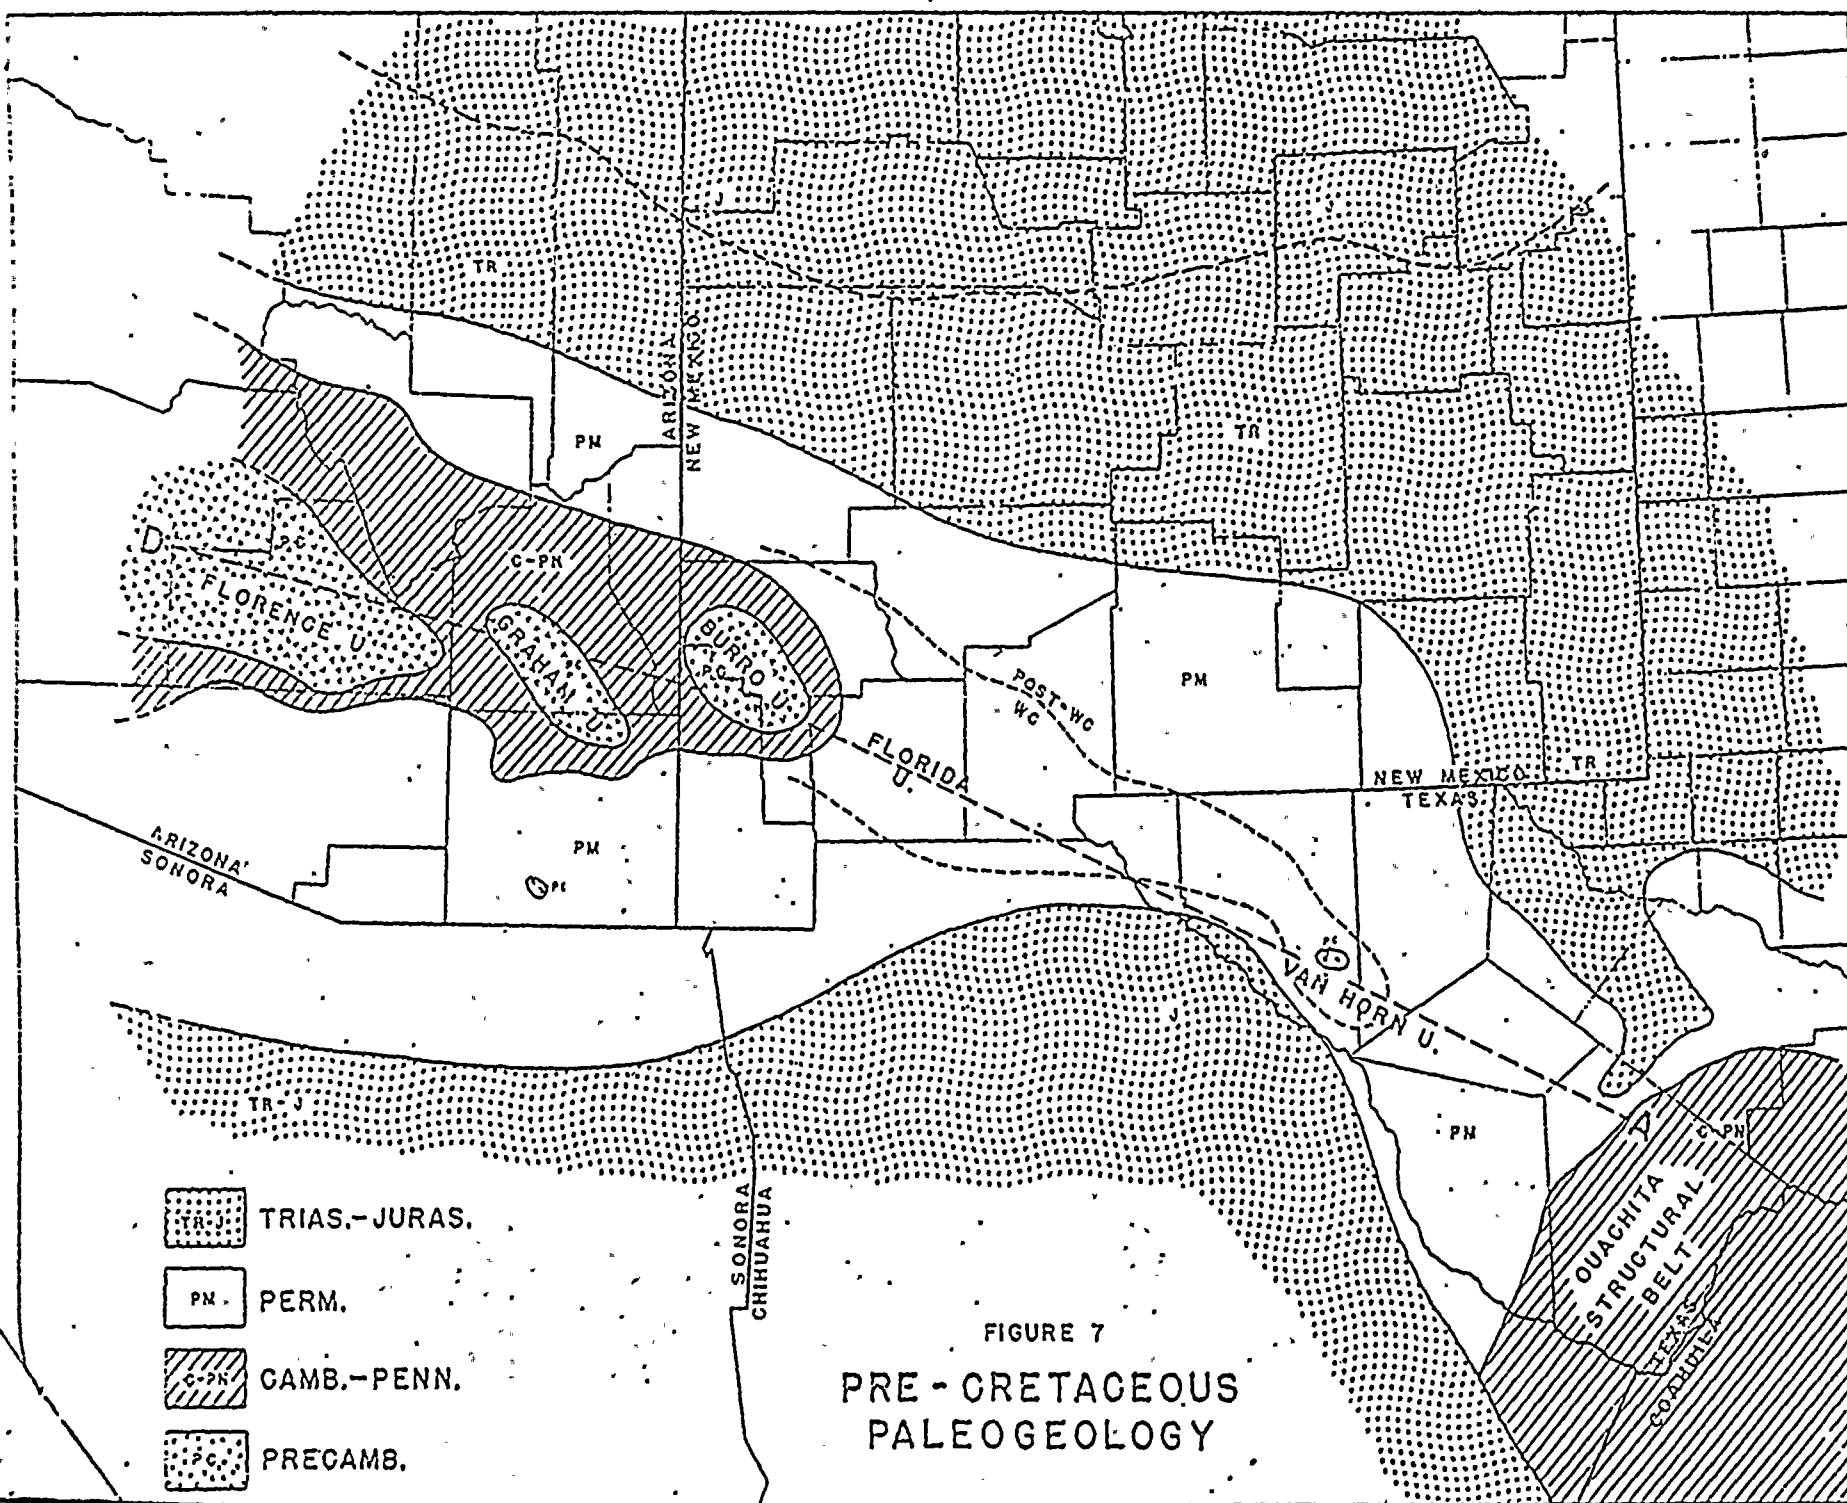 J
TR
ARIZONA
NEW MEXICO
PM
TR
D
PC
C-PN
FLORENCE U
GRAHAM U
BURRO U
PC
PM
POST WC
WC
FLORIDA
U.
NEW MEXICO
TEXAS
TR
ARIZONA
SONORA
PM
PC
PC
VAN HORN U.
J
TR-J
PM
A
C-PN
SONORA
CHIHUAHUA
OUACHITA
STRUCTURAL
BELT
TEXAS
COAHUILA
TR-J TRIAS.-JURAS.
PM. PERM.
C-PN CAMB.-PENN.
PC PRECAMB.
FIGURE 7
PRE-CRETACEOUS
PALEOGEOLOGY